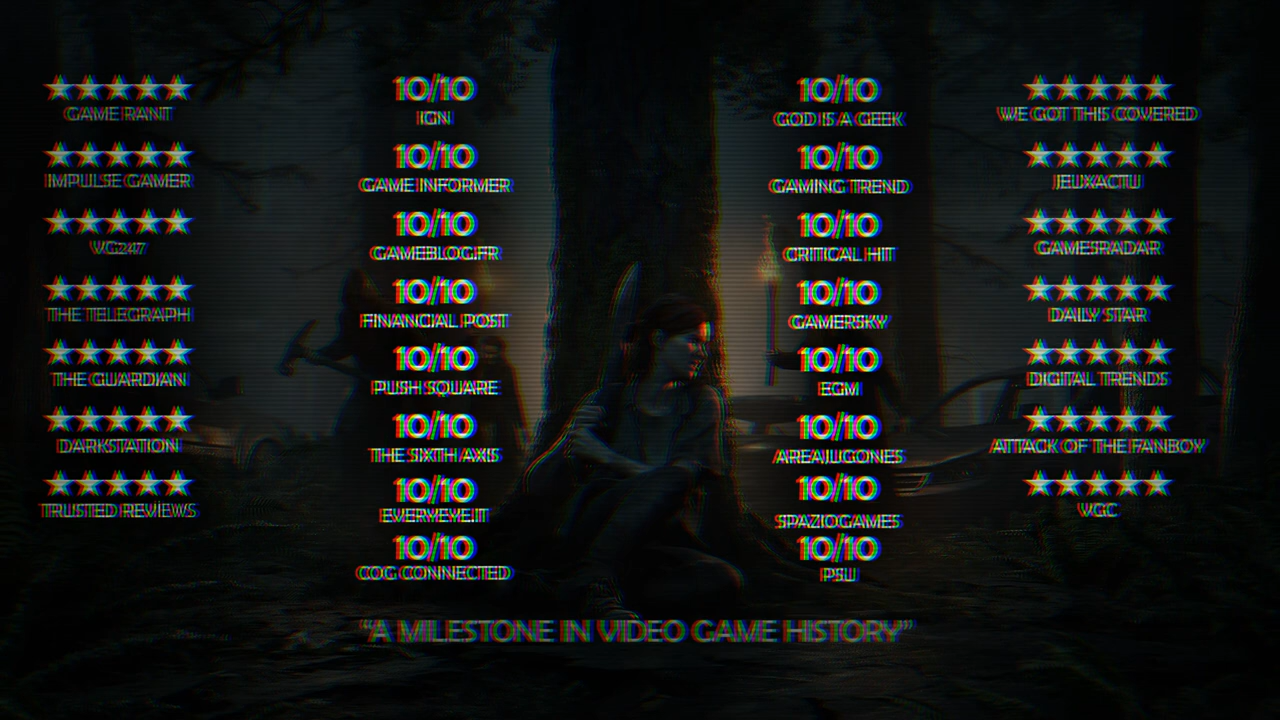 ★★★★★
GAME RANT
★★★★★
IMPULSE GAMER
★★★★★
VG247
★★★★★
THE TELEGRAPH
★★★★★
THE GUARDIAN
★★★★★
DARKSTATION
★★★★★
TRUSTED REVIEWS
10/10
IGN
10/10
GAME INFORMER
10/10
GAMEBLOG.FR
10/10
FINANCIAL POST
10/10
PUSH SQUARE
10/10
THE SIXTH AXIS
10/10
EVERYEYE.IT
10/10
COG CONNECTED
10/10
GOD IS A GEEK
10/10
GAMING TREND
10/10
CRITICAL HIT
10/10
GAMERSKY
10/10
EGM
10/10
AREAJUGONES
10/10
SPAZIOGAMES
10/10
PSU
★★★★★
WE GOT THIS COVERED
★★★★★
JEUXACTU
★★★★★
GAMESRADAR
★★★★★
DAILY STAR
★★★★★
DIGITAL TRENDS
★★★★★
ATTACK OF THE FANBOY
★★★★★
VGC
"A MILESTONE IN VIDEO GAME HISTORY"